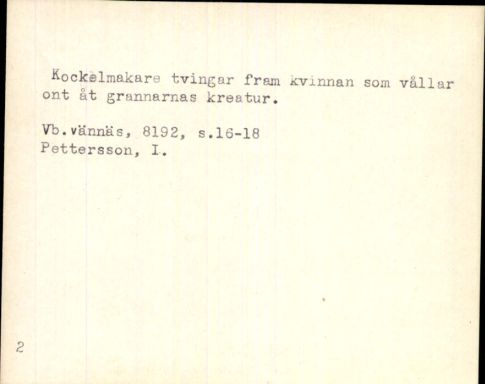 Kockelmakare tvingar fram kvinnan som vållar
ont åt grannarnas kreatur.
Vb.vännäs, 8192, s.16-18
Pettersson, I.
2